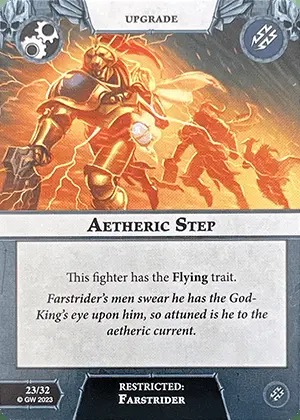 UPGRADE
AETHERIC STEP
This fighter has the Flying trait.
Farstrider's men swear he has the God-
King's eye upon him, so attuned is he to the
aetheric current.
23/32
© GW 2023
RESTRICTED:
FARSTRIDER